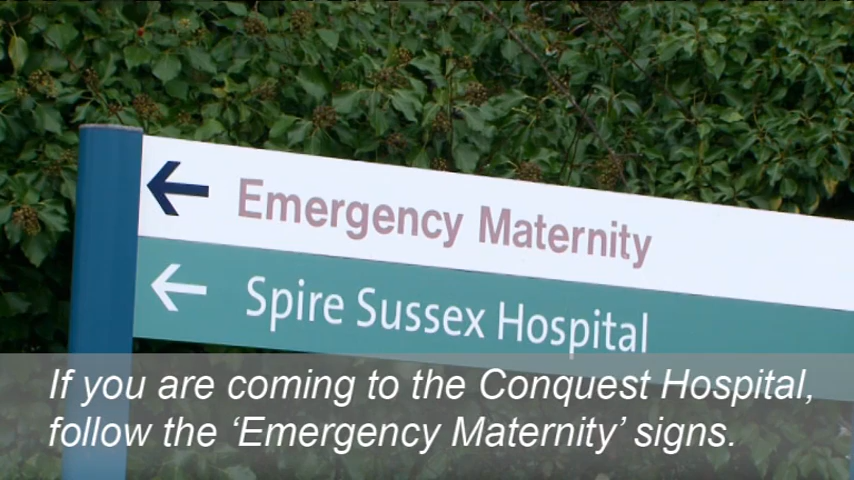 Emergency Maternity
Spire Sussex Hospital
If you are coming to the Conquest Hospital,
follow the ‘Emergency Maternity’ signs.